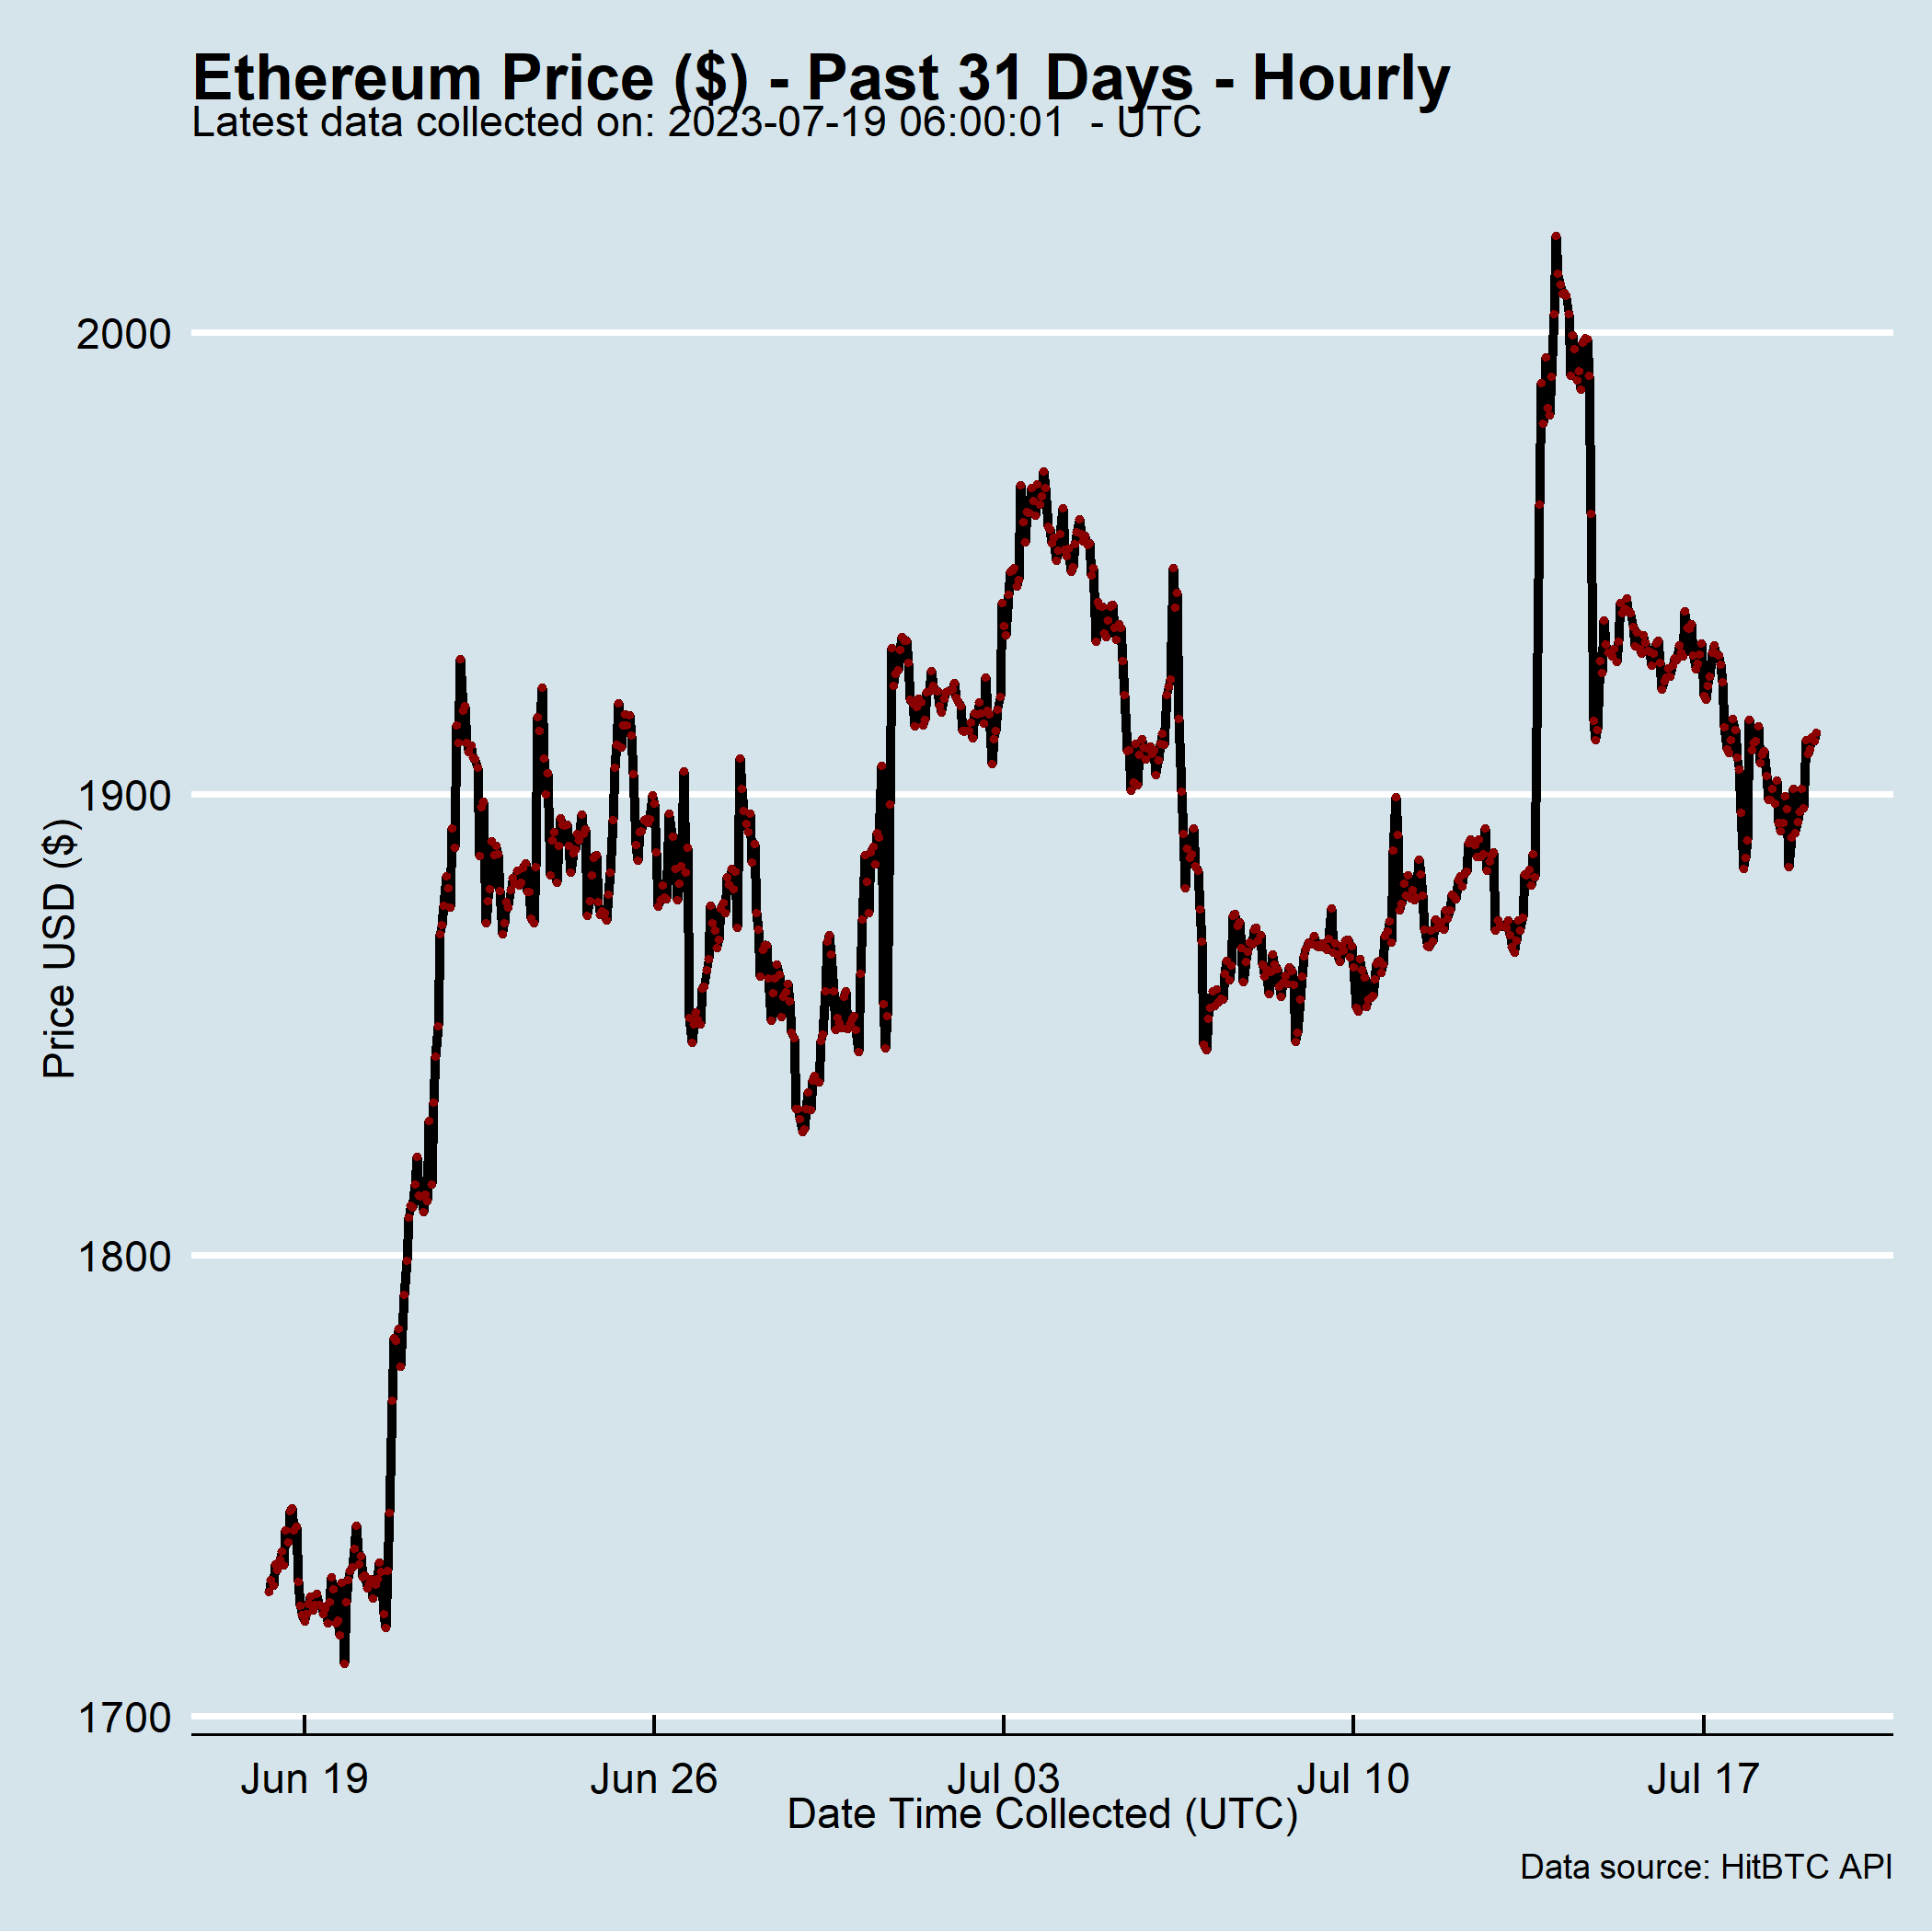 Ethereum Price ($) - Past 31 Days - Hourly
Latest data collected on: 2023-07-19 06:00:01  - UTC
2000
1900
1800
1700
Price USD ($)
Jun 19
Jun 26
Jul 03
Jul 10
Jul 17
Date Time Collected (UTC)
Data source: HitBTC API